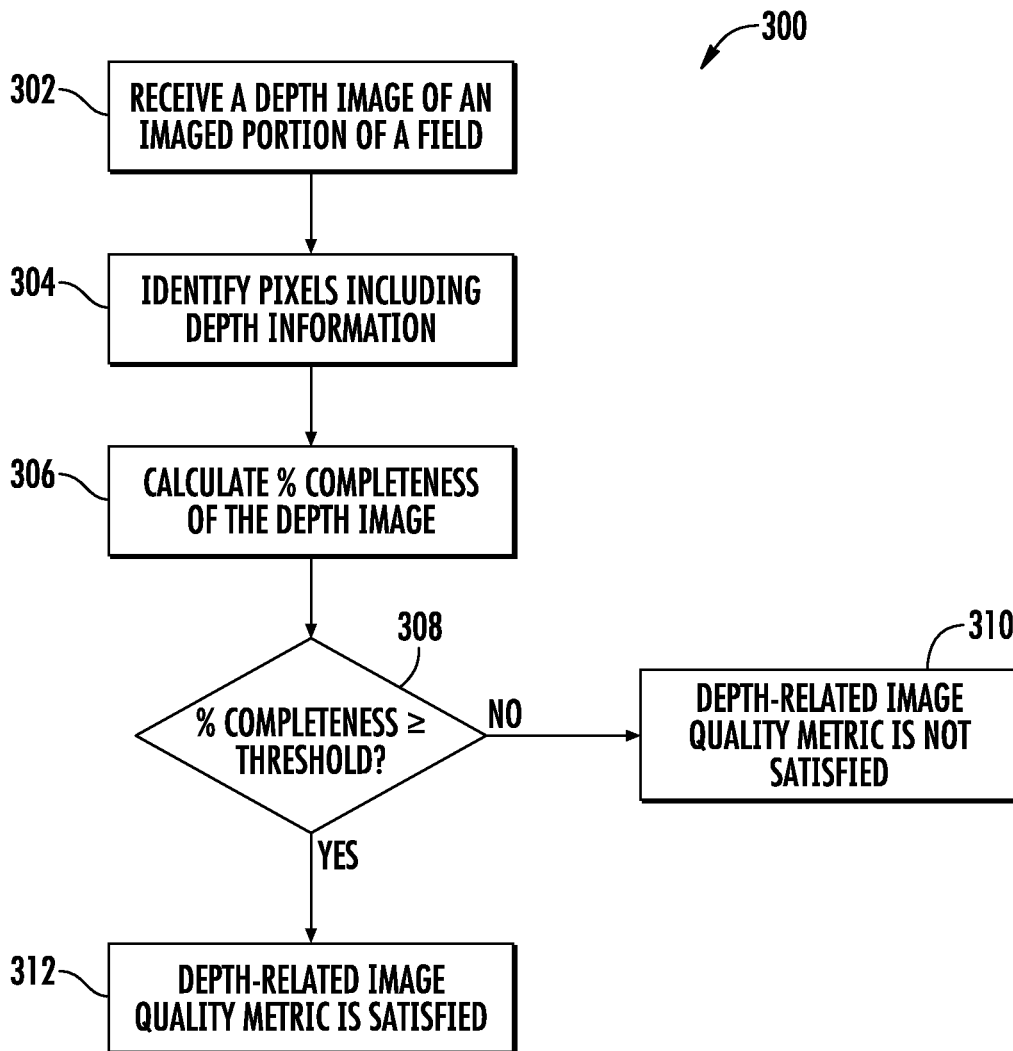 300
302
RECEIVE A DEPTH IMAGE OF AN
IMAGED PORTION OF A FIELD
304
IDENTIFY PIXELS INCLUDING
DEPTH INFORMATION
306
CALCULATE % COMPLETENESS
OF THE DEPTH IMAGE
308
% COMPLETENESS ≥
THRESHOLD?
NO
310
DEPTH-RELATED IMAGE
QUALITY METRIC IS NOT
SATISFIED
YES
312
DEPTH-RELATED IMAGE
QUALITY METRIC IS SATISFIED